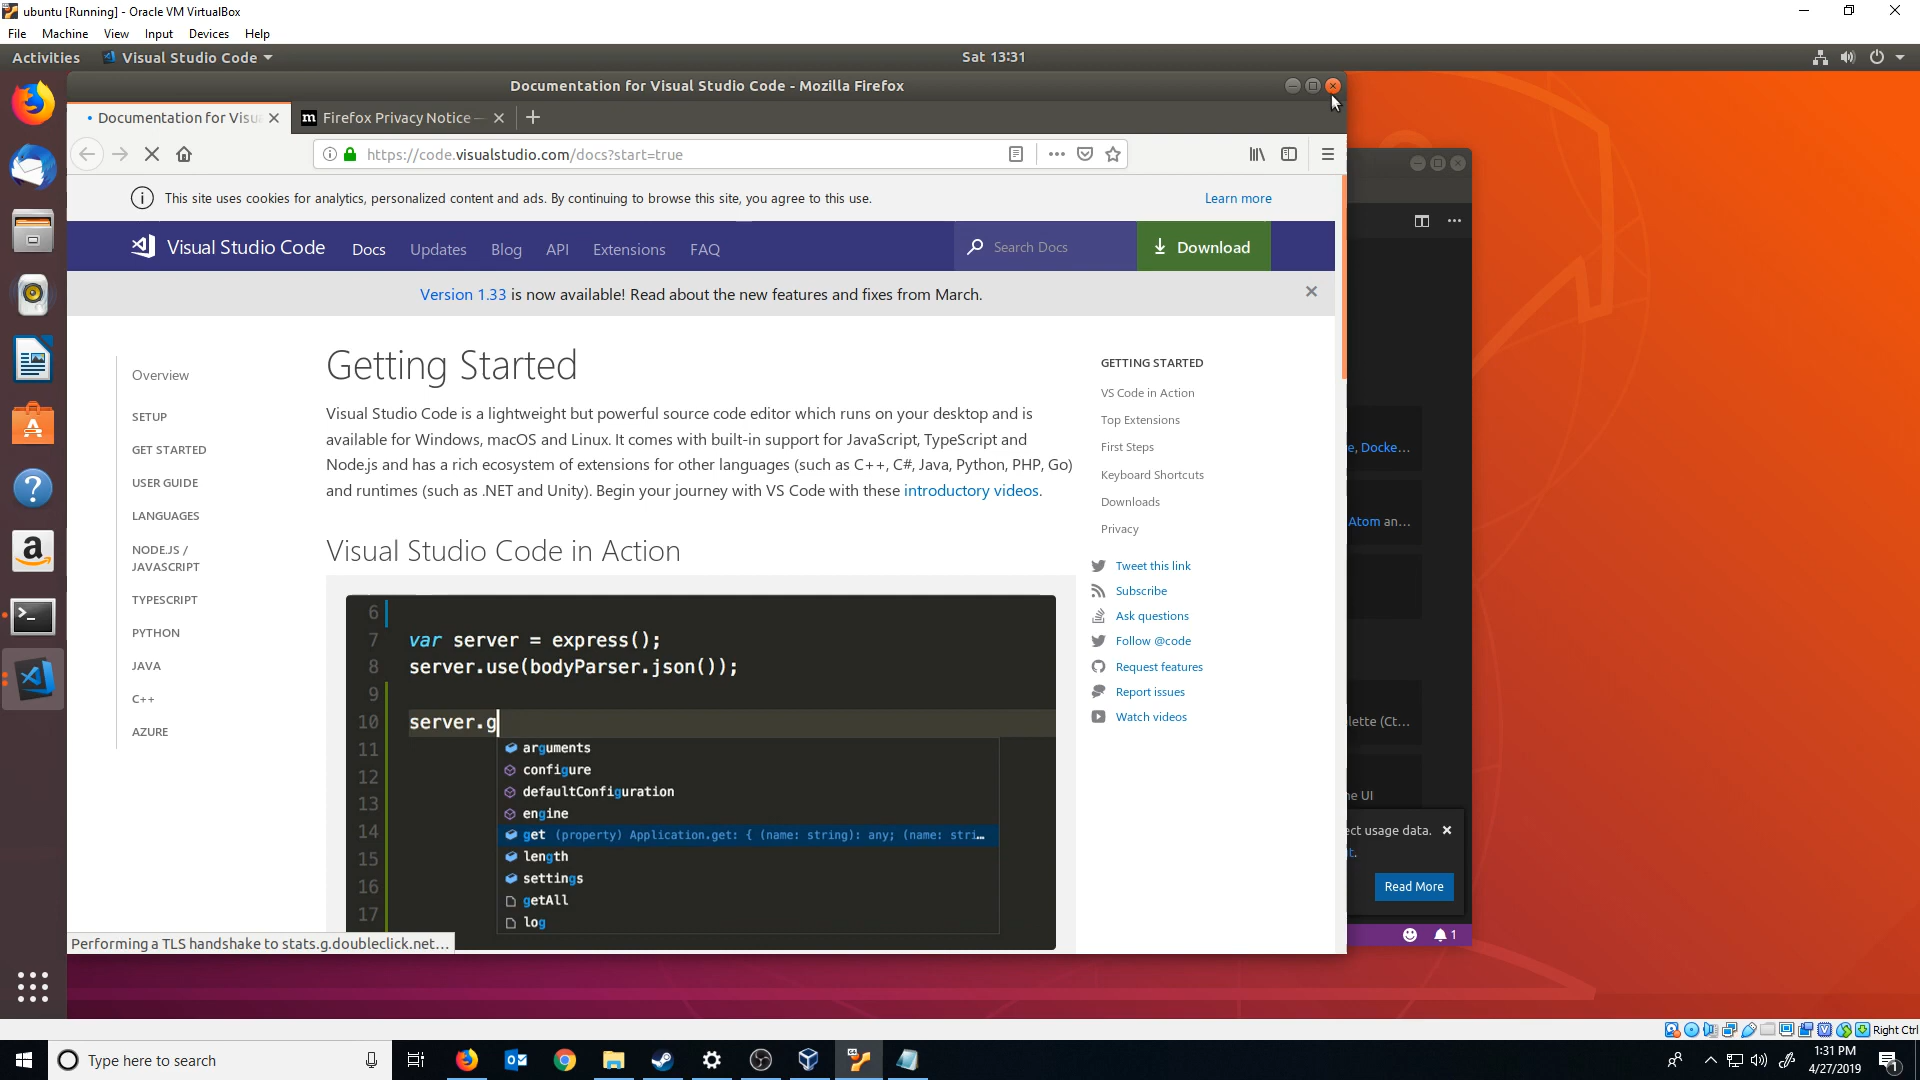 ubuntu [Running] - Oracle VM VirtualBox
File Machine View Input Devices Help
Activities Visual Studio Code Sat 13:31
Documentation for Visual Studio Code - Mozilla Firefox
Documentation for Visu
m Firefox Privacy Notice —
https://code.visualstudio.com/docs?start=true
This site uses cookies for analytics, personalized content and ads. By continuing to browse this site, you agree to this use.
Learn more
Visual Studio Code Docs Updates Blog API Extensions FAQ
Search Docs
Download
Version 1.33 is now available! Read about the new features and fixes from March.
Overview
SETUP
GET STARTED
USER GUIDE
LANGUAGES
NODE.JS /
JAVASCRIPT
TYPESCRIPT
PYTHON
JAVA
C++
AZURE
Getting Started
Visual Studio Code is a lightweight but powerful source code editor which runs on your desktop and is
available for Windows, macOS and Linux. It comes with built-in support for JavaScript, TypeScript and
Node.js and has a rich ecosystem of extensions for other languages (such as C++, C#, Java, Python, PHP, Go)
and runtimes (such as .NET and Unity). Begin your journey with VS Code with these introductory videos.
Visual Studio Code in Action
6
7 var server = express();
8 server.use(bodyParser.json());
9
10 server.g
11 arguments
12 configure
defaultConfiguration
13 engine
14 get (property) Application.get: { (name: string): any; (name: stri…
15 length
16 settings
getAll
17 log
GETTING STARTED
VS Code in Action
Top Extensions
First Steps
Keyboard Shortcuts
Downloads
Privacy
Tweet this link
Subscribe
Ask questions
Follow @code
Request features
Report issues
Watch videos
e, Docke...
Atom an...
lette (Ct...
he UI
ect usage data.
t.
Read More
1
Performing a TLS handshake to stats.g.doubleclick.net…
Right Ctrl
Type here to search
1:31 PM
4/27/2019
1